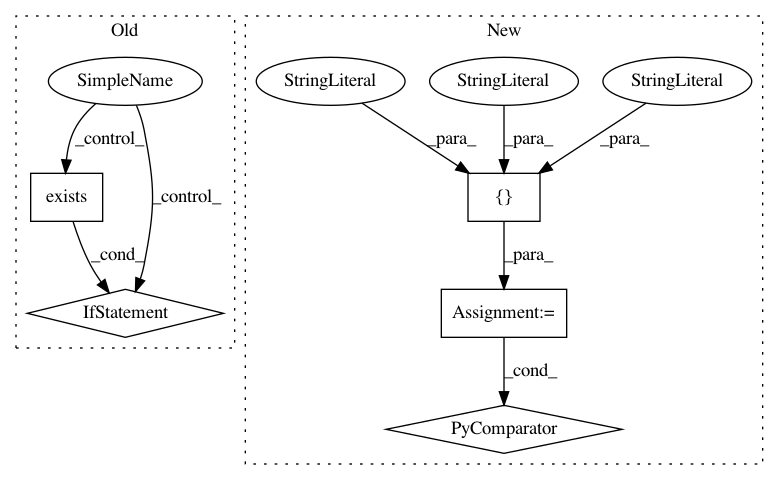 Old
New
SimpleName
StringLiteral
StringLiteral
StringLiteral
_control_
_para_
_para_
_para_
exists
_control_
{}
_cond_
_para_
IfStatement
Assignment:=
_cond_
PyComparator